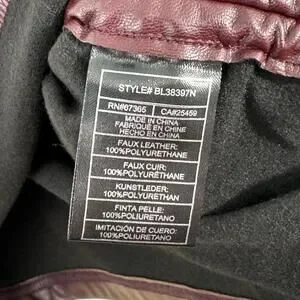 STYLE# BL38397N
RN#07365 CA#25459
MADE IN CHINA
FABRIQUÉ EN CHINE
HECHO EN CHINA
FAUX LEATHER:
100%POLYURETHANE
FAUX CUIR:
100%POLYURÉTHANE
KUNSTLEDER:
100%POLYURETHAN
FINTA PELLE:
100%POLIURETANO
IMITACIÓN DE CUERO:
100%POLIURETANO